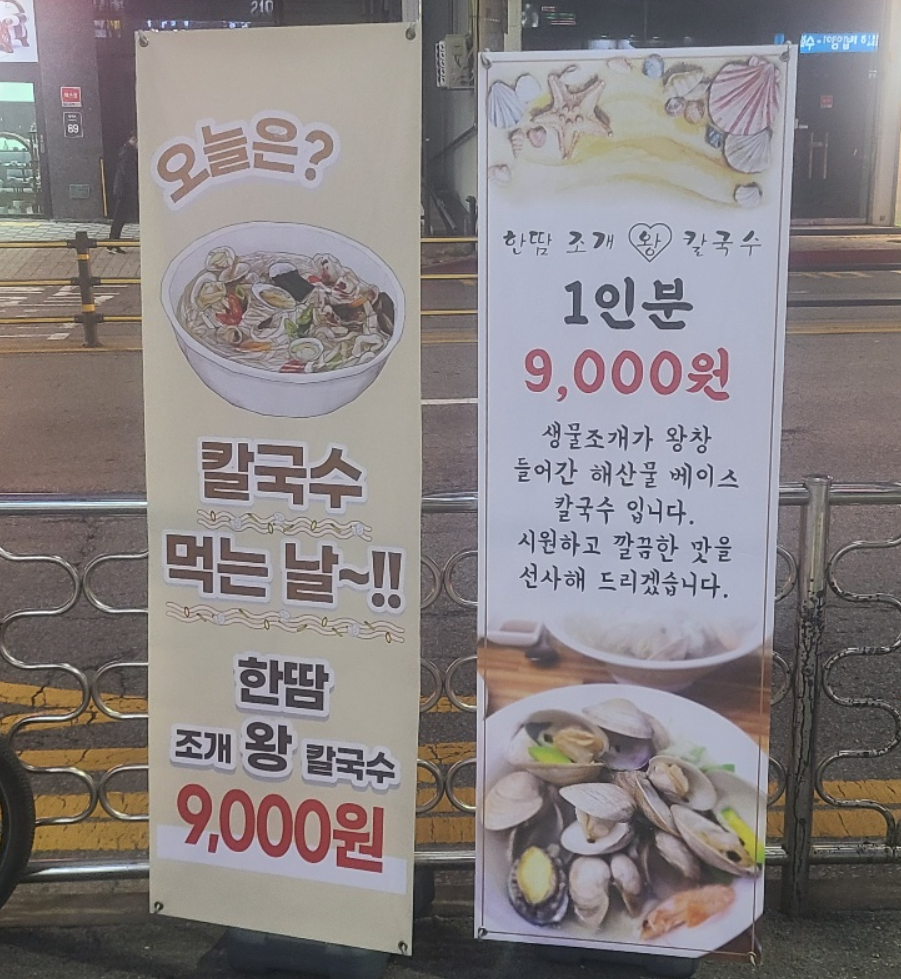 오늘은?
칼국수
먹는 날~!!
한땀
조개 왕 칼국수
9,000원
한땀 조개 왕 칼국수
1인분
9,000원
생물조개가 왕창
들어간 해산물 베이스
칼국수 입니다.
시원하고 깔끔한 맛을
선사해 드리겠습니다.
210
69